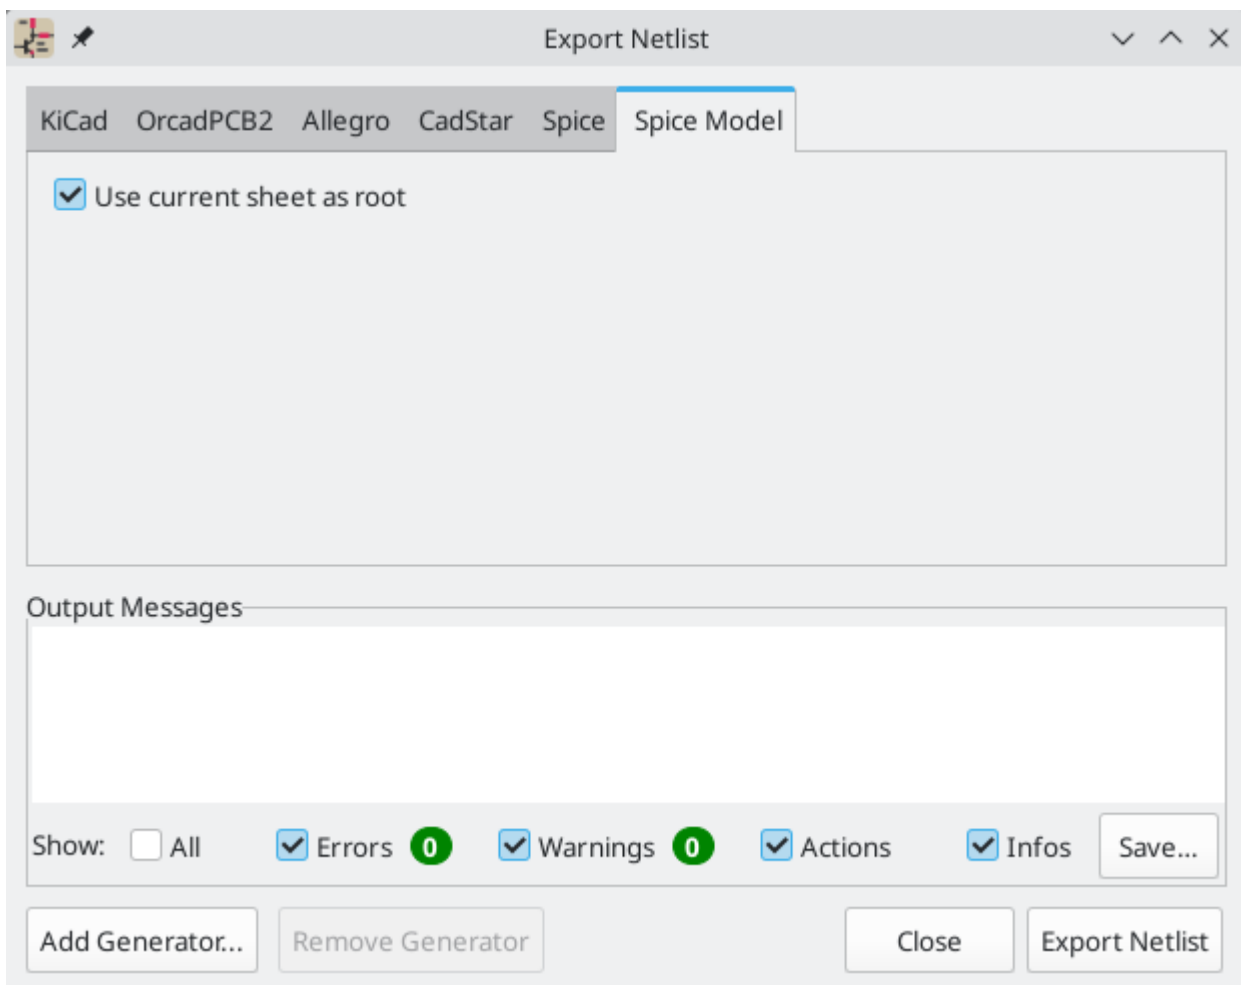 Export Netlist
KiCad OrcadPCB2 Allegro CadStar Spice Spice Model
Use current sheet as root
Output Messages
Show: All Errors 0 Warnings 0 Actions Infos Save...
Add Generator... Remove Generator Close Export Netlist